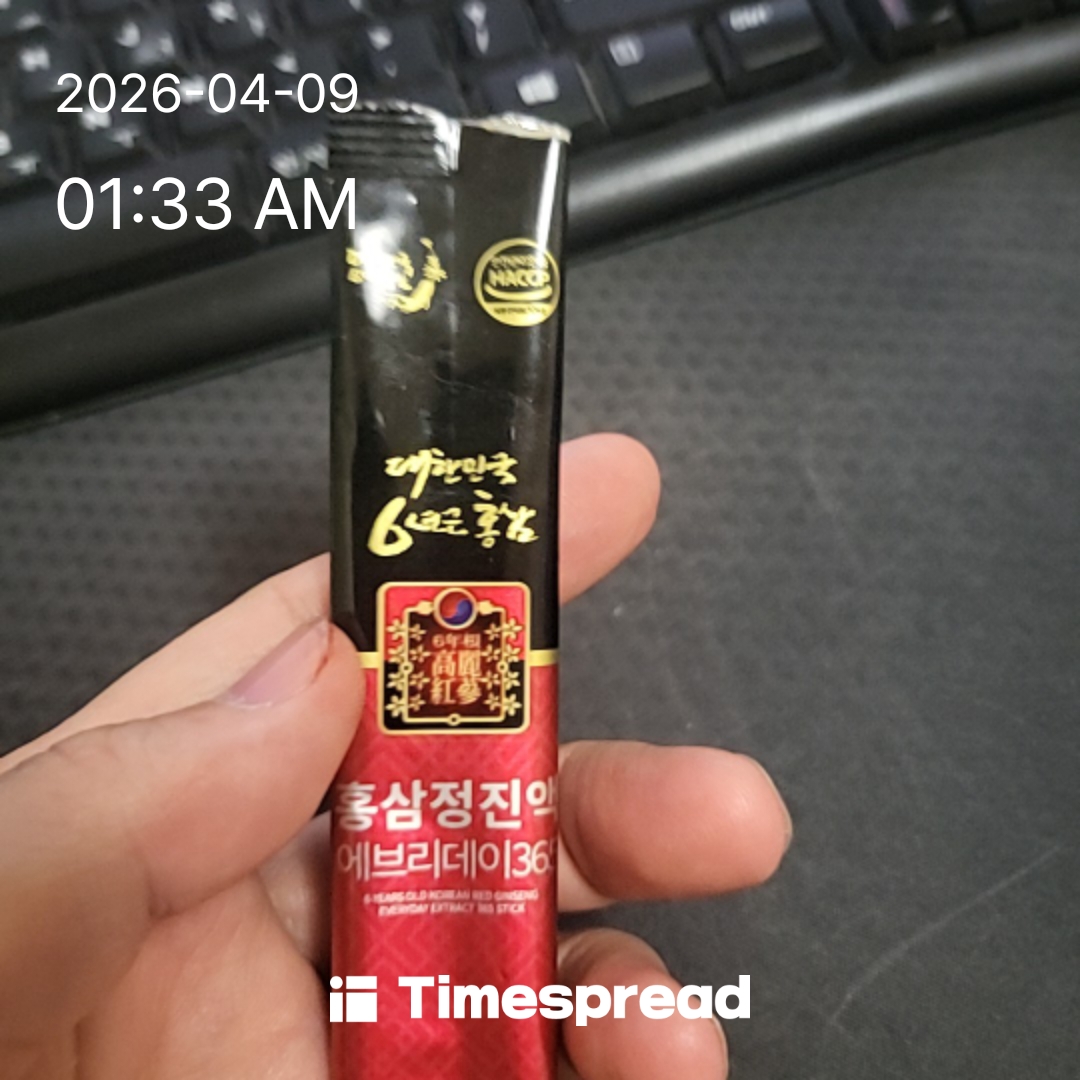 2026-04-09
01:33 AM
HACCP
대한민국
6년근 홍삼
6年根
高麗
紅蔘
홍삼정진액
에브리데이365
6-YEARS OLD KOREAN RED GINSENG
EVERYDAY EXTRACT 365 STICK
Timespread